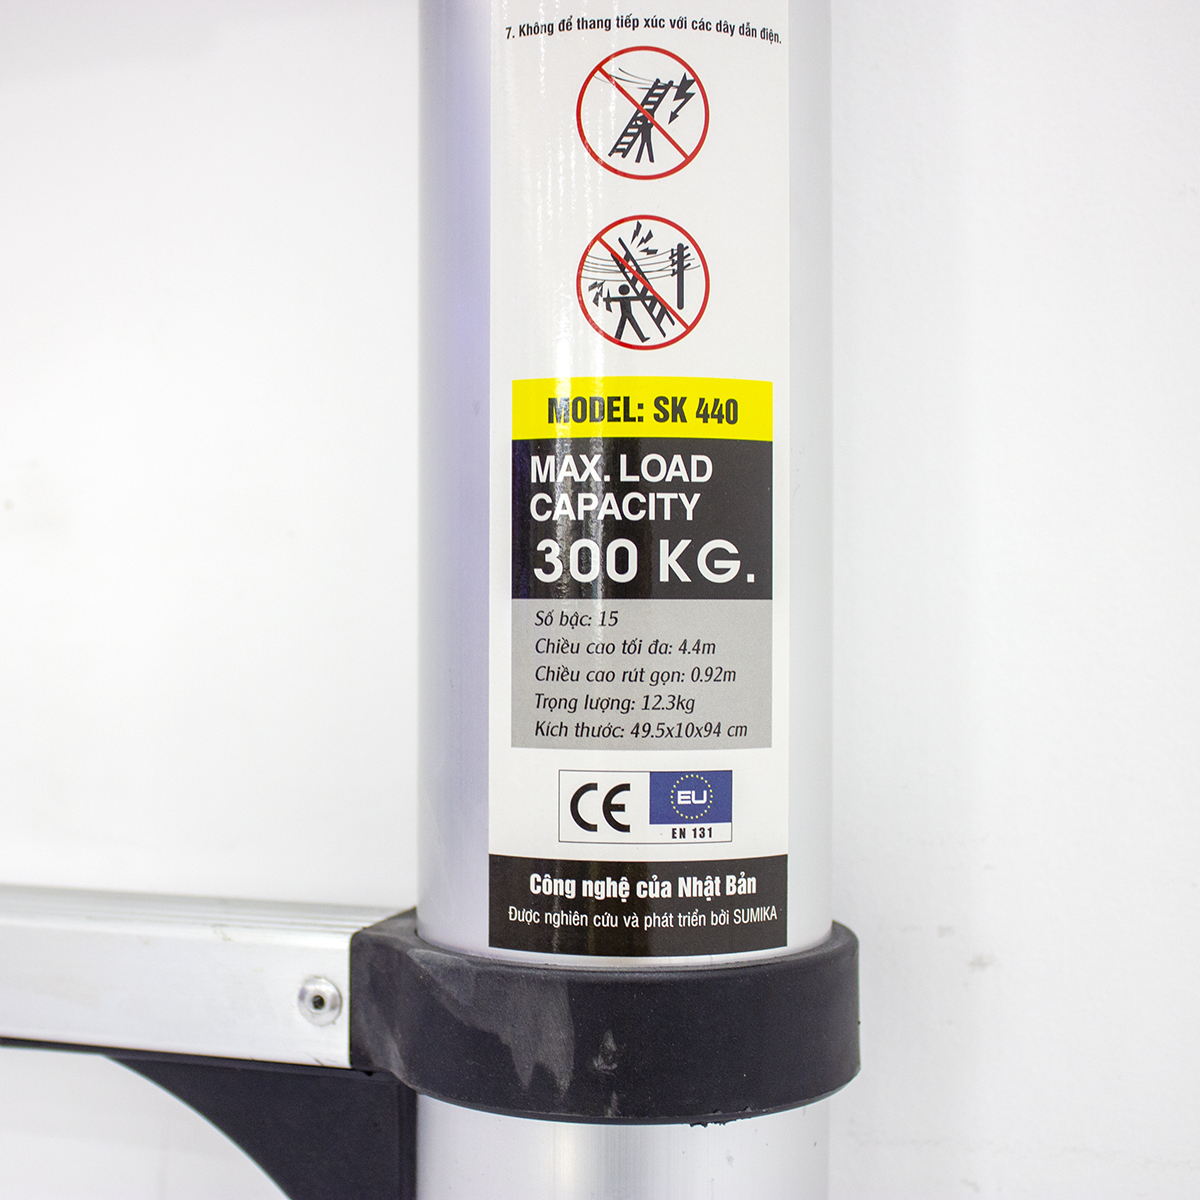 7. Không để thang tiếp xúc với các dây dẫn điện.
MODEL: SK 440
MAX. LOAD
CAPACITY
300 KG.
Số bậc: 15
Chiều cao tối đa: 4.4m
Chiều cao rút gọn: 0.92m
Trọng lượng: 12.3kg
Kích thước: 49.5x10x94 cm
CE EU
EN 131
Công nghệ của Nhật Bản
Được nghiên cứu và phát triển bởi SUMIKA